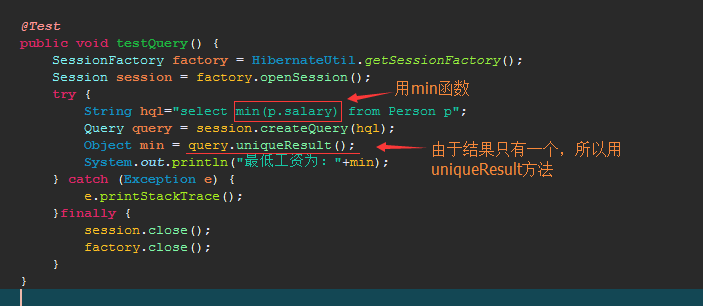 @Test
public void testQuery() {
SessionFactory factory = HibernateUtil.getSessionFactory();
Session session = factory.openSession();
用min函数
try {
String hql="select min(p.salary) from Person p";
Query query = session.createQuery(hql);
Object min = query.uniqueResult();
由于结果只有一个，所以用
uniqueResult方法
System.out.println("最低工资为："+min);
} catch (Exception e) {
e.printStackTrace();
}finally {
session.close();
factory.close();
}
}